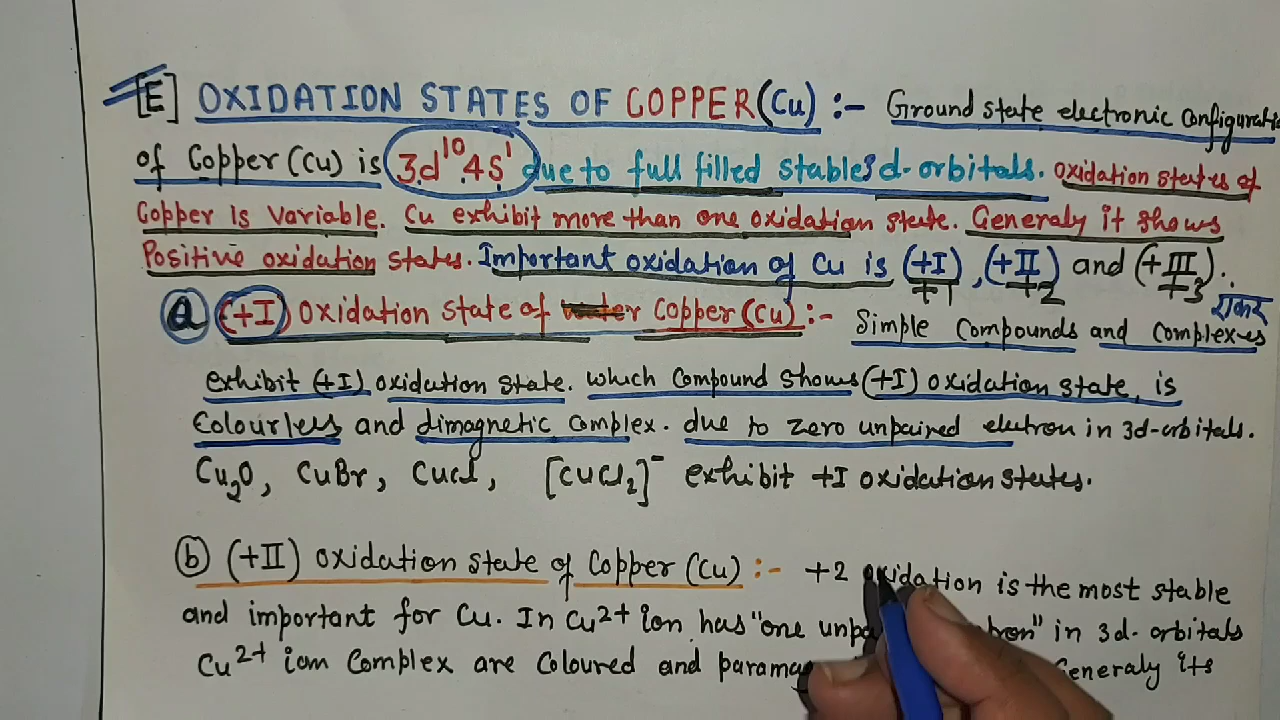 [E] OXIDATION STATES OF COPPER (Cu) :- Ground state electronic
of Copper (Cu) is 3d¹⁰ 4s¹ due to full filled stable 3d-orbitals. oxidation states of
Copper is variable. Cu exhibit more than one oxidation state. Generaly it shows
Positive oxidation states. Important oxidation of Cu is (+I), (+II) and (+III).
+1 +2 +3
(a) (+I) Oxidation state of Copper (Cu) :- Simple Compounds and complexes
exhibit (+I) oxidation state. which compound shows (+I) oxidation state, is
Colourless and dimagnetic complex. due to zero unpaired electron in 3d-orbitals.
Cu₂O, CuBr, CuCl, [CuCl₂]⁻ exhibit +I oxidation states.
(b) (+II) oxidation state of Copper (Cu) :- +2 oxidation is the most stable
and important for Cu. In Cu²⁺ ion has "one in 3d-orbitals
Cu²⁺ ion Complex are coloured and Generaly its